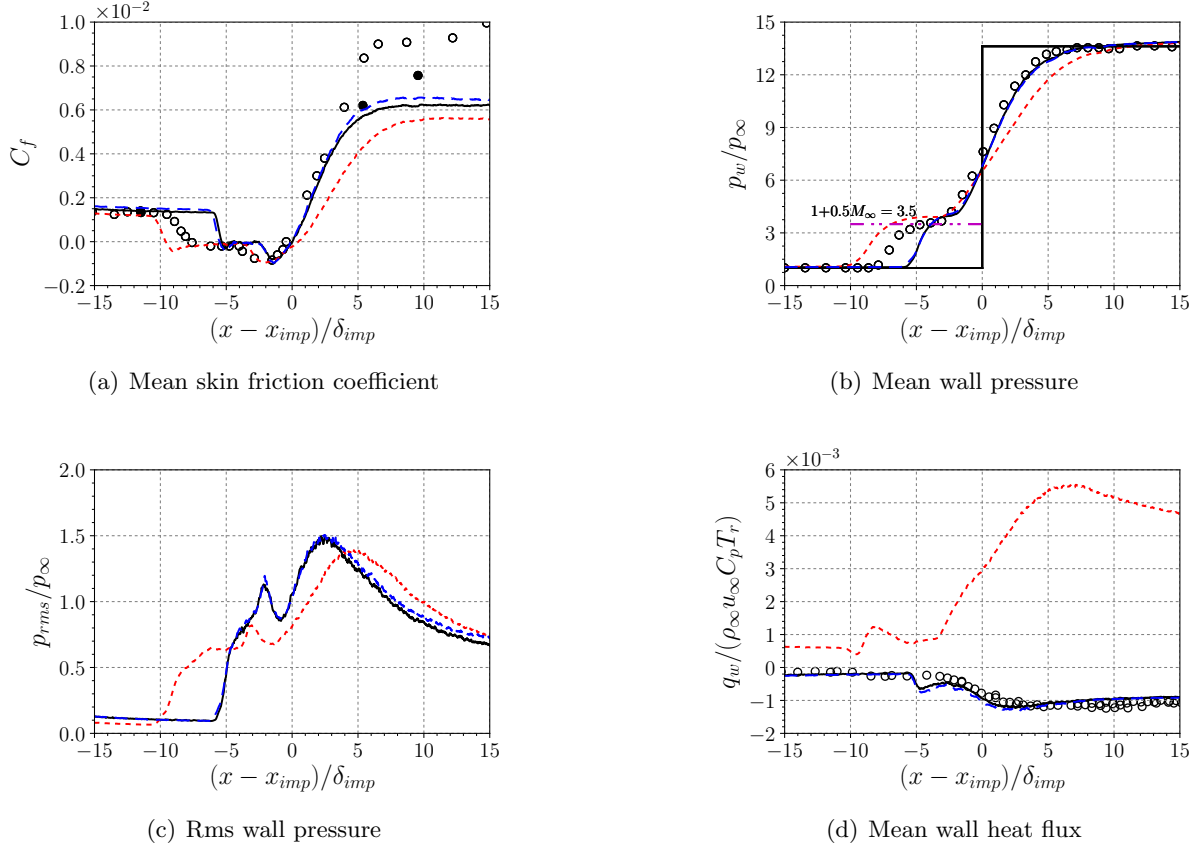 ×10⁻²
1.0
0.8
0.6
0.4
0.2
0.0
−0.2
C_f
−15 −10 −5 0 5 10 15
(x − x_imp)/δ_imp
(a) Mean skin friction coefficient
15
12
9
6
3
0
p_w/p_∞
1+0.5M_∞ = 3.5
−15 −10 −5 0 5 10 15
(x − x_imp)/δ_imp
(b) Mean wall pressure
2.0
1.5
1.0
0.5
0.0
p_rms/p_∞
−15 −10 −5 0 5 10 15
(x − x_imp)/δ_imp
(c) Rms wall pressure
×10⁻³
6
5
4
3
2
1
0
−1
−2
q_w/(ρ_∞u_∞C_pT_r)
−15 −10 −5 0 5 10 15
(x − x_imp)/δ_imp
(d) Mean wall heat flux